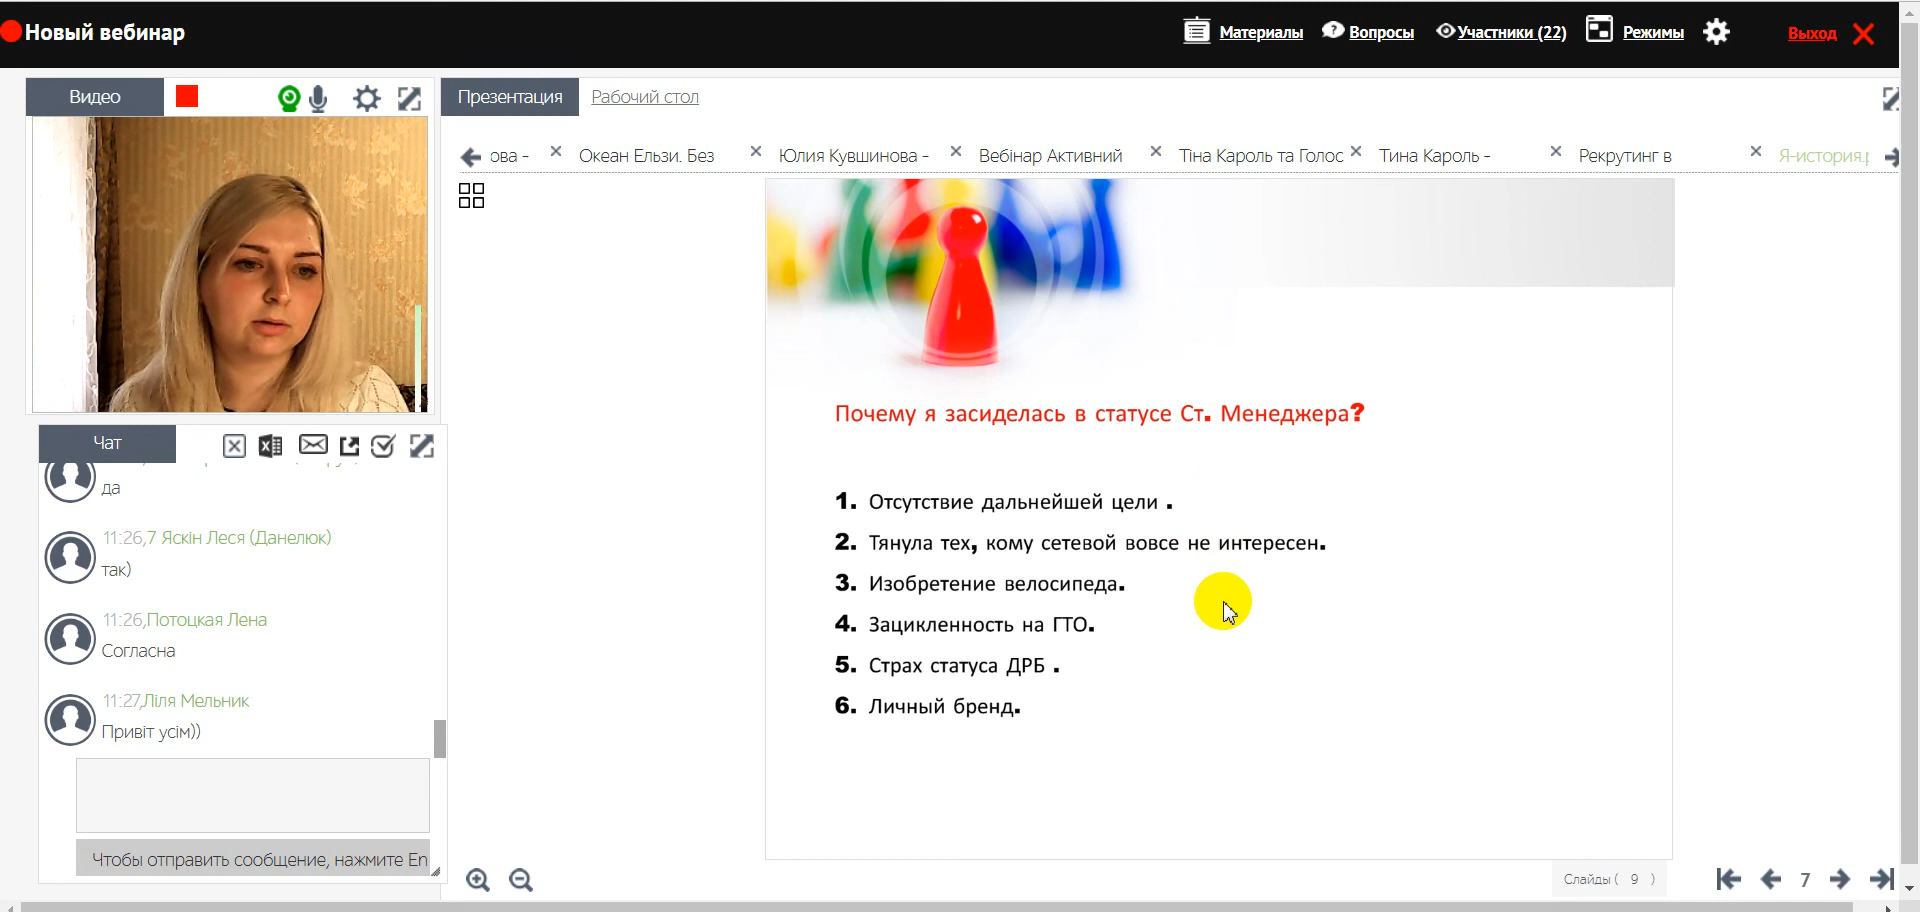 Новый вебинар
Материалы
Вопросы
Участники (22)
Режимы
Выход
Видео
Презентация
Рабочий стол
ова -
Океан Ельзи. Без
Юлия Кувшинова -
Вебінар Активний
Тіна Кароль та Голос
Тина Кароль -
Рекрутинг в
Я-история.р
Почему я засиделась в статусе Ст. Менеджера?
1. Отсутствие дальнейшей цели .
2. Тянула тех, кому сетевой вовсе не интересен.
3. Изобретение велосипеда.
4. Зацикленность на ГТО.
5. Страх статуса ДРБ .
6. Личный бренд.
Чат
да
11:26,7 Яскін Леся (Данелюк)
так)
11:26,Потоцкая Лена
Согласна
11:27,Ліля Мельник
Привіт усім))
Чтобы отправить сообщение, нажмите En
Слайды ( 9 )
7